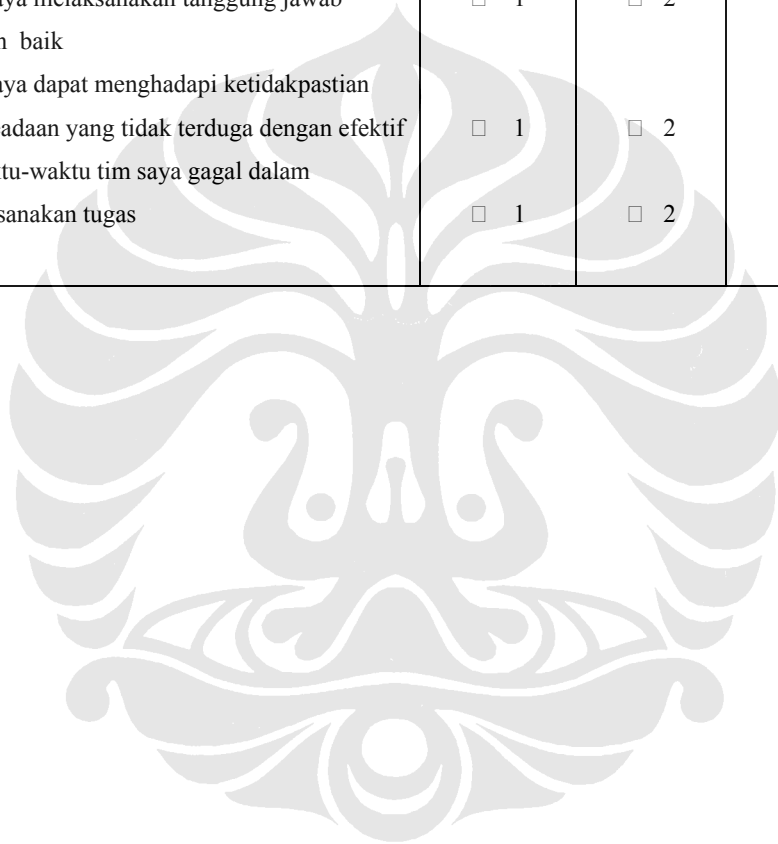 ya melaksanakan tanggung jawab □ 1 □ 2
n baik
aya dapat menghadapi ketidakpastian
adaan yang tidak terduga dengan efektif □ 1 □ 2
tu-waktu tim saya gagal dalam
sanakan tugas □ 1 □ 2